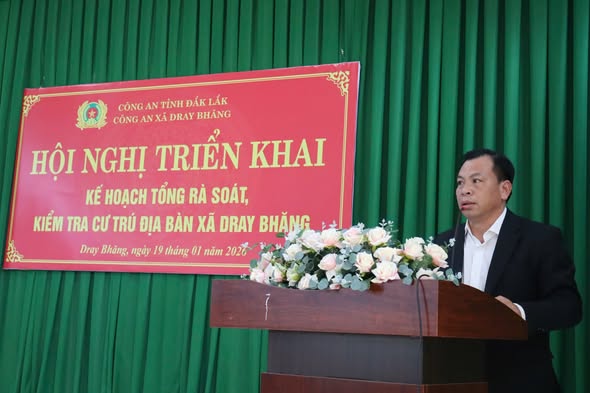 CÔNG AN TỈNH ĐẮK LẮK
CÔNG AN XÃ DRAY BHĂNG
HỘI NGHỊ TRIỂN KHAI
KẾ HOẠCH TỔNG RÀ SOÁT,
KIỂM TRA CƯ TRÚ ĐỊA BÀN XÃ DRAY BHĂNG
Dray Bhăng, ngày 19 tháng 01 năm 2026